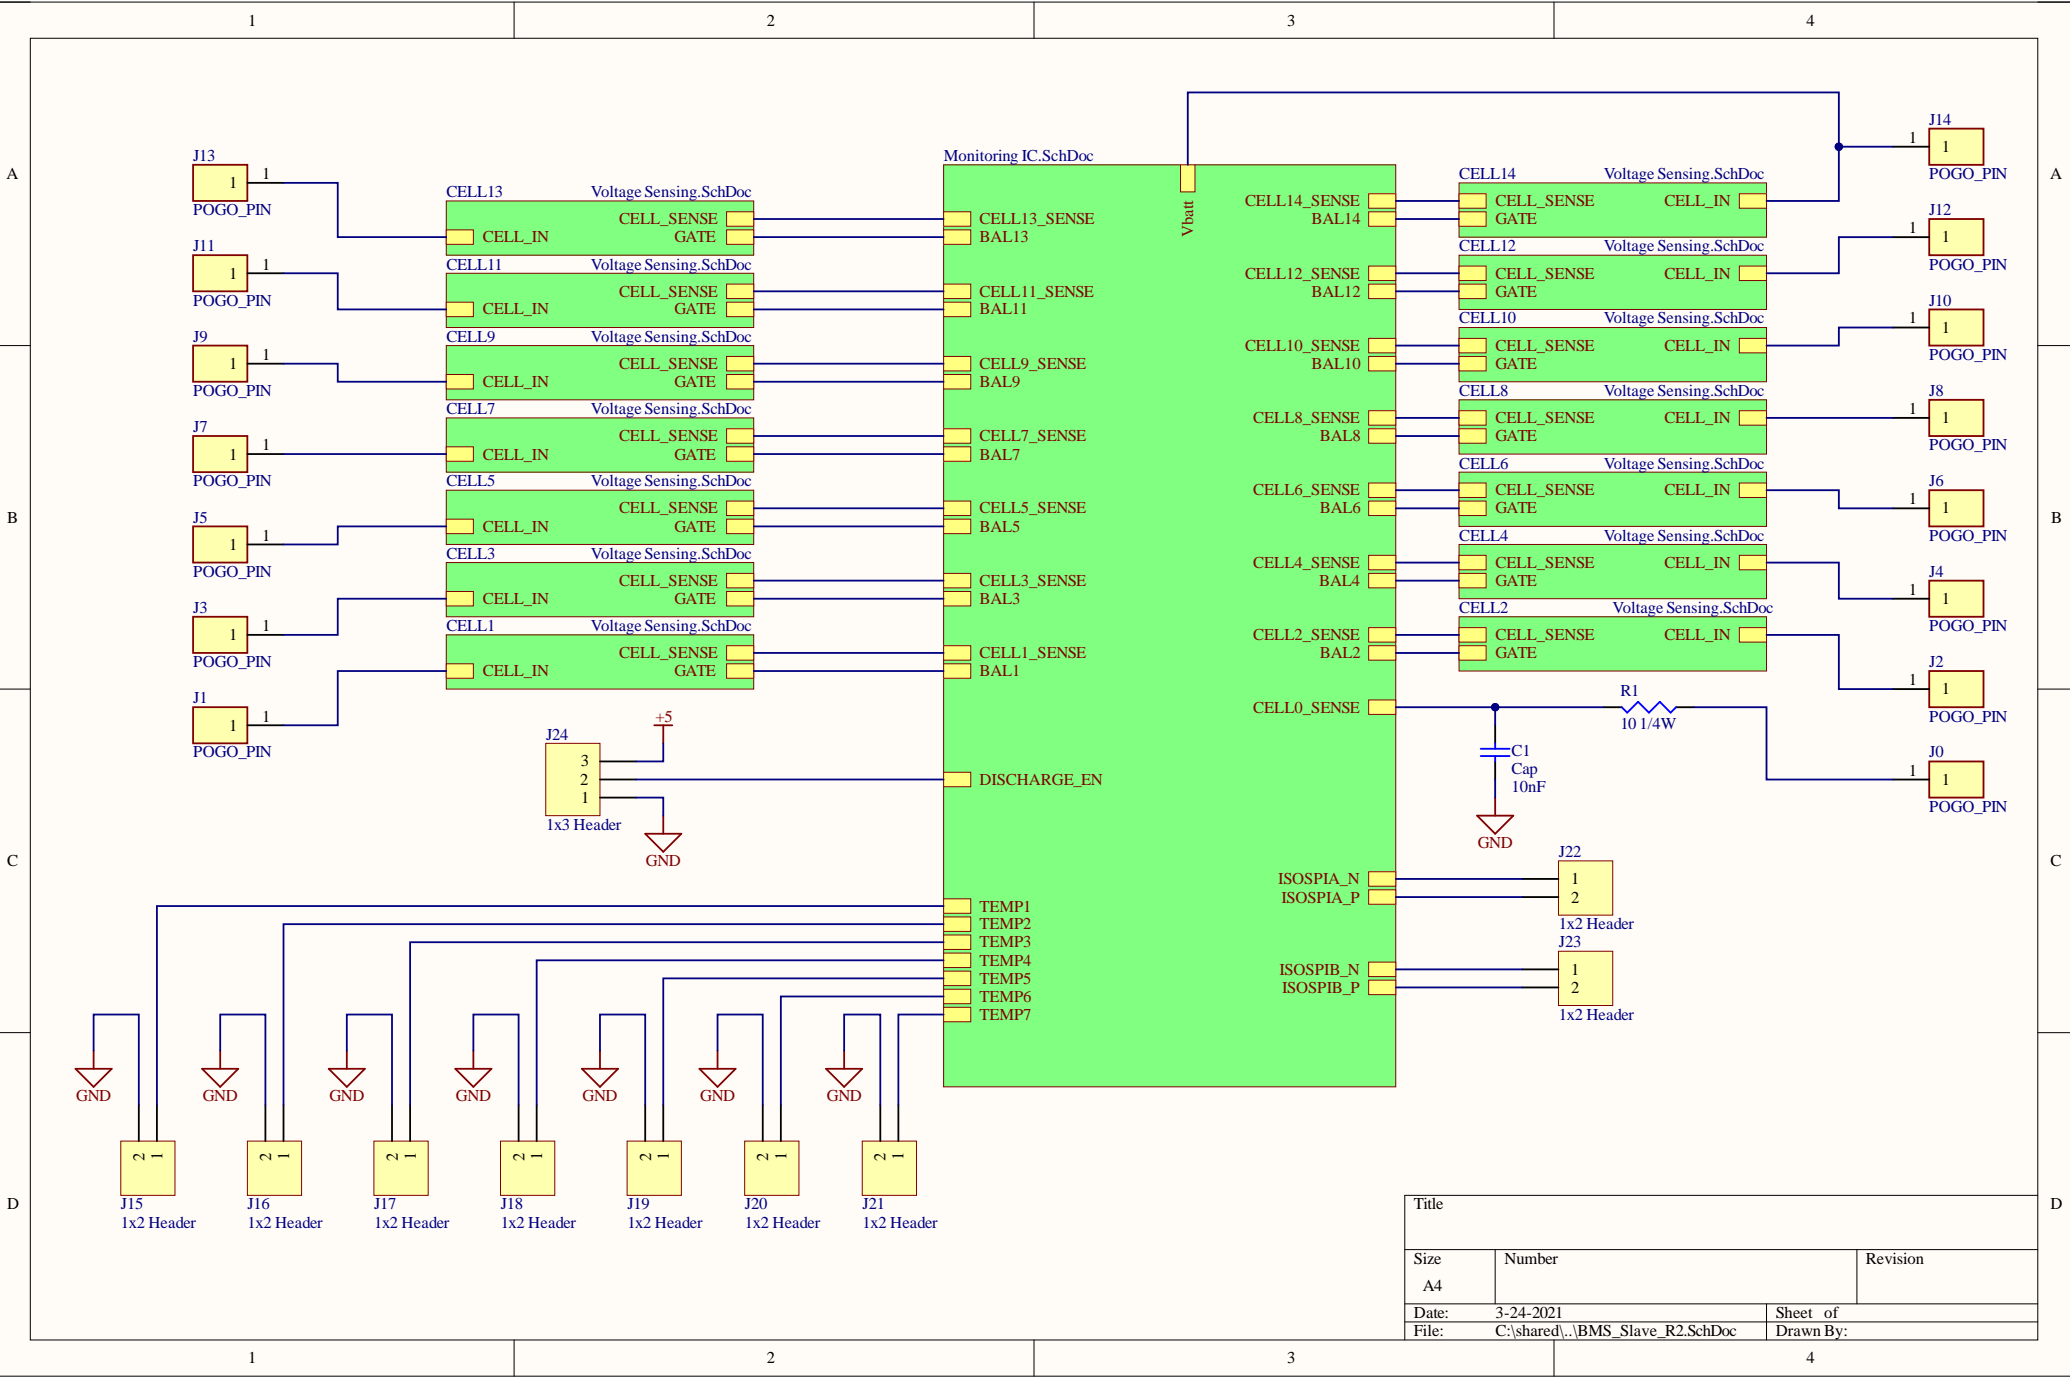 1 2 3 4
A A
B B
C C
D D
J13
1 1
POGO_PIN
J11
1 1
POGO_PIN
J9
1 1
POGO_PIN
J7
1 1
POGO_PIN
J5
1 1
POGO_PIN
J3
1 1
POGO_PIN
J1
1 1
POGO_PIN
CELL13 Voltage Sensing.SchDoc
CELL_SENSE
CELL_IN GATE
CELL11 Voltage Sensing.SchDoc
CELL_SENSE
CELL_IN GATE
CELL9 Voltage Sensing.SchDoc
CELL_SENSE
CELL_IN GATE
CELL7 Voltage Sensing.SchDoc
CELL_SENSE
CELL_IN GATE
CELL5 Voltage Sensing.SchDoc
CELL_SENSE
CELL_IN GATE
CELL3 Voltage Sensing.SchDoc
CELL_SENSE
CELL_IN GATE
CELL1 Voltage Sensing.SchDoc
CELL_SENSE
CELL_IN GATE
+5
J24
3
2
1
1x3 Header
GND
Monitoring IC.SchDoc
Vbatt
CELL13_SENSE
BAL13
CELL11_SENSE
BAL11
CELL9_SENSE
BAL9
CELL7_SENSE
BAL7
CELL5_SENSE
BAL5
CELL3_SENSE
BAL3
CELL1_SENSE
BAL1
DISCHARGE_EN
TEMP1
TEMP2
TEMP3
TEMP4
TEMP5
TEMP6
TEMP7
CELL14_SENSE
BAL14
CELL12_SENSE
BAL12
CELL10_SENSE
BAL10
CELL8_SENSE
BAL8
CELL6_SENSE
BAL6
CELL4_SENSE
BAL4
CELL2_SENSE
BAL2
CELL0_SENSE
ISOSPIA_N
ISOSPIA_P
ISOSPIB_N
ISOSPIB_P
CELL14 Voltage Sensing.SchDoc
CELL_SENSE CELL_IN
GATE
CELL12 Voltage Sensing.SchDoc
CELL_SENSE CELL_IN
GATE
CELL10 Voltage Sensing.SchDoc
CELL_SENSE CELL_IN
GATE
CELL8 Voltage Sensing.SchDoc
CELL_SENSE CELL_IN
GATE
CELL6 Voltage Sensing.SchDoc
CELL_SENSE CELL_IN
GATE
CELL4 Voltage Sensing.SchDoc
CELL_SENSE CELL_IN
GATE
CELL2 Voltage Sensing.SchDoc
CELL_SENSE CELL_IN
GATE
J14
1 1
POGO_PIN
J12
1 1
POGO_PIN
J10
1 1
POGO_PIN
J8
1 1
POGO_PIN
J6
1 1
POGO_PIN
J4
1 1
POGO_PIN
J2
1 1
POGO_PIN
J0
1 1
POGO_PIN
R1
10 1/4W
C1
Cap
10nF
GND
J22
1
2
1x2 Header
J23
1
2
1x2 Header
GND GND GND GND GND GND GND
2 1 2 1 2 1 2 1 2 1 2 1 2 1
J15 J16 J17 J18 J19 J20 J21
1x2 Header 1x2 Header 1x2 Header 1x2 Header 1x2 Header 1x2 Header 1x2 Header
Title
Size Number Revision
A4
Date: 3-24-2021 Sheet of
File: C:\shared\..\BMS_Slave_R2.SchDoc Drawn By:
1 2 3 4